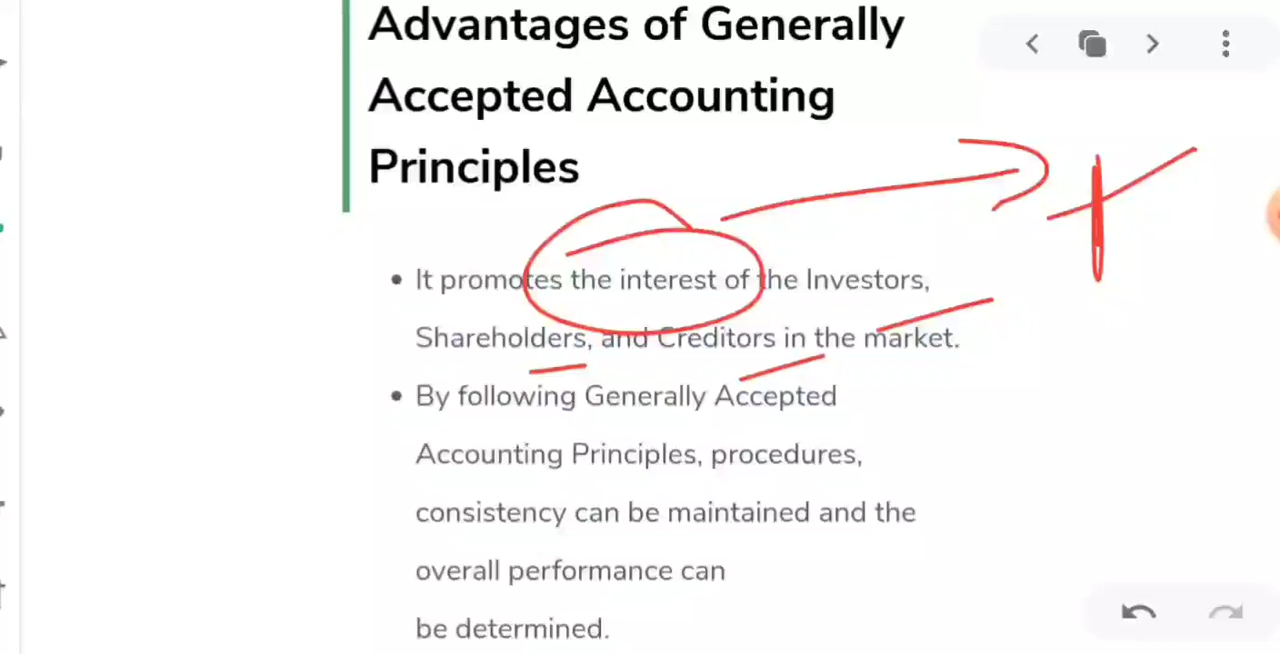 Advantages of Generally
Accepted Accounting
Principles
• It promotes the interest of the Investors,
Shareholders, and Creditors in the market.
• By following Generally Accepted
Accounting Principles, procedures,
consistency can be maintained and the
overall performance can
be determined.